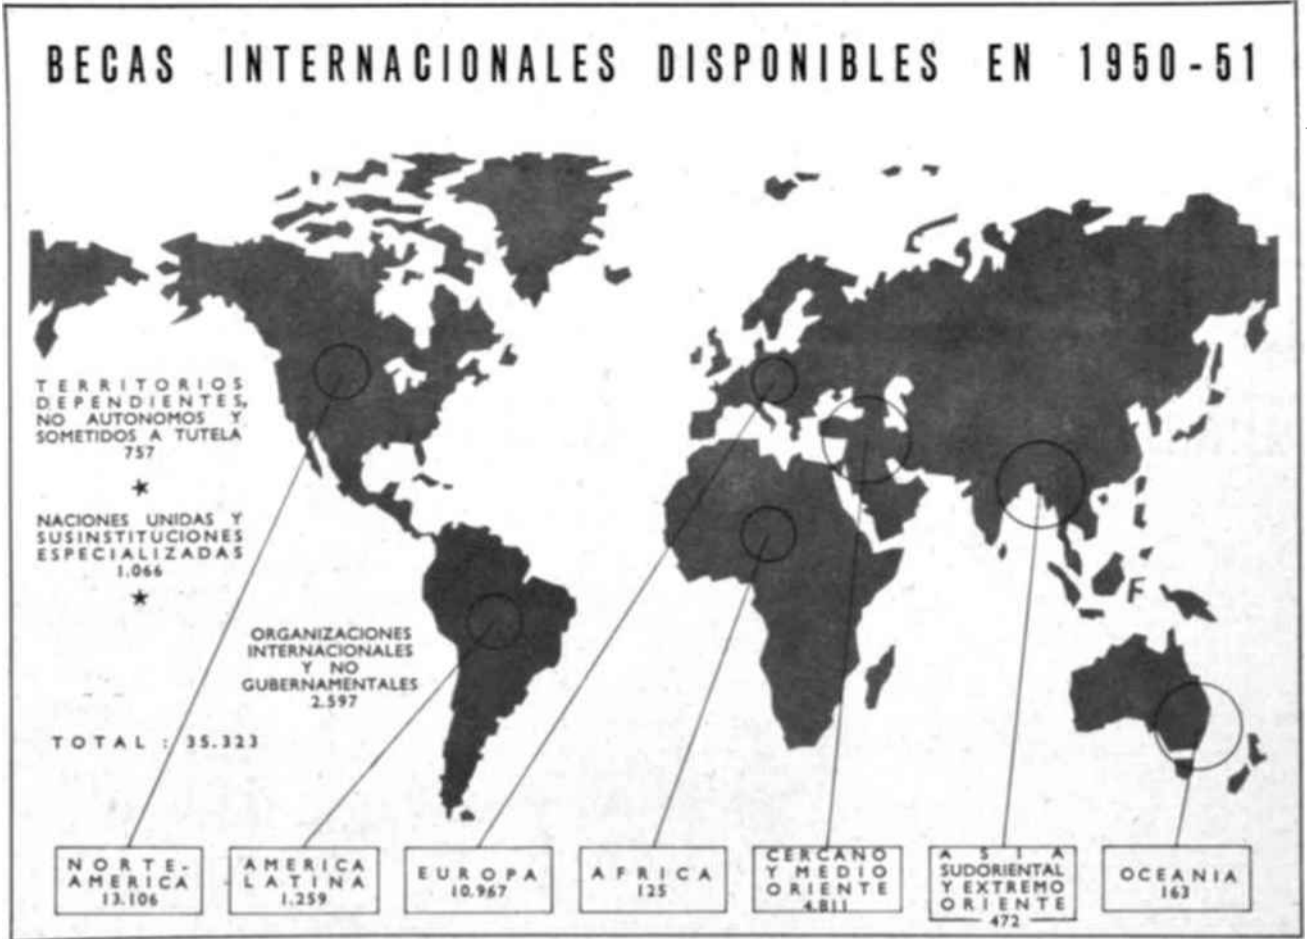 BECAS INTERNACIONALES DISPONIBLES EN 1950-51
TERRITORIOS
DEPENDIENTES,
NO AUTONOMOS Y
SOMETIDOS A TUTELA
757
NACIONES UNIDAS Y
SUSINSTITUCIONES
ESPECIALIZADAS
1.066
ORGANIZACIONES
INTERNACIONALES
Y NO
GUBERNAMENTALES
2.597
TOTAL : 35.323
F
NORTE-
AMERICA
13.106
AMERICA
LATINA
1.259
EUROPA
10.967
AFRICA
125
CERCANO
Y MEDIO
ORIENTE
4.811
ASIA
SUDORIENTAL
Y EXTREMO
ORIENTE
472
OCEANIA
163